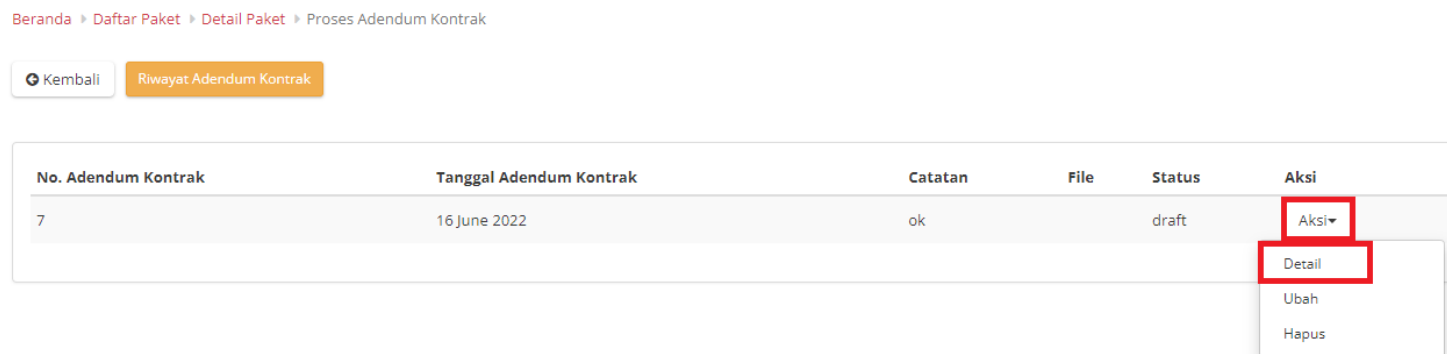 Beranda Daftar Paket Detail Paket Proses Adendum Kontrak
Kembali Riwayat Adendum Kontrak
No. Adendum Kontrak Tanggal Adendum Kontrak Catatan File Status Aksi
7 16 June 2022 ok draft Aksi
Detail
Ubah
Hapus